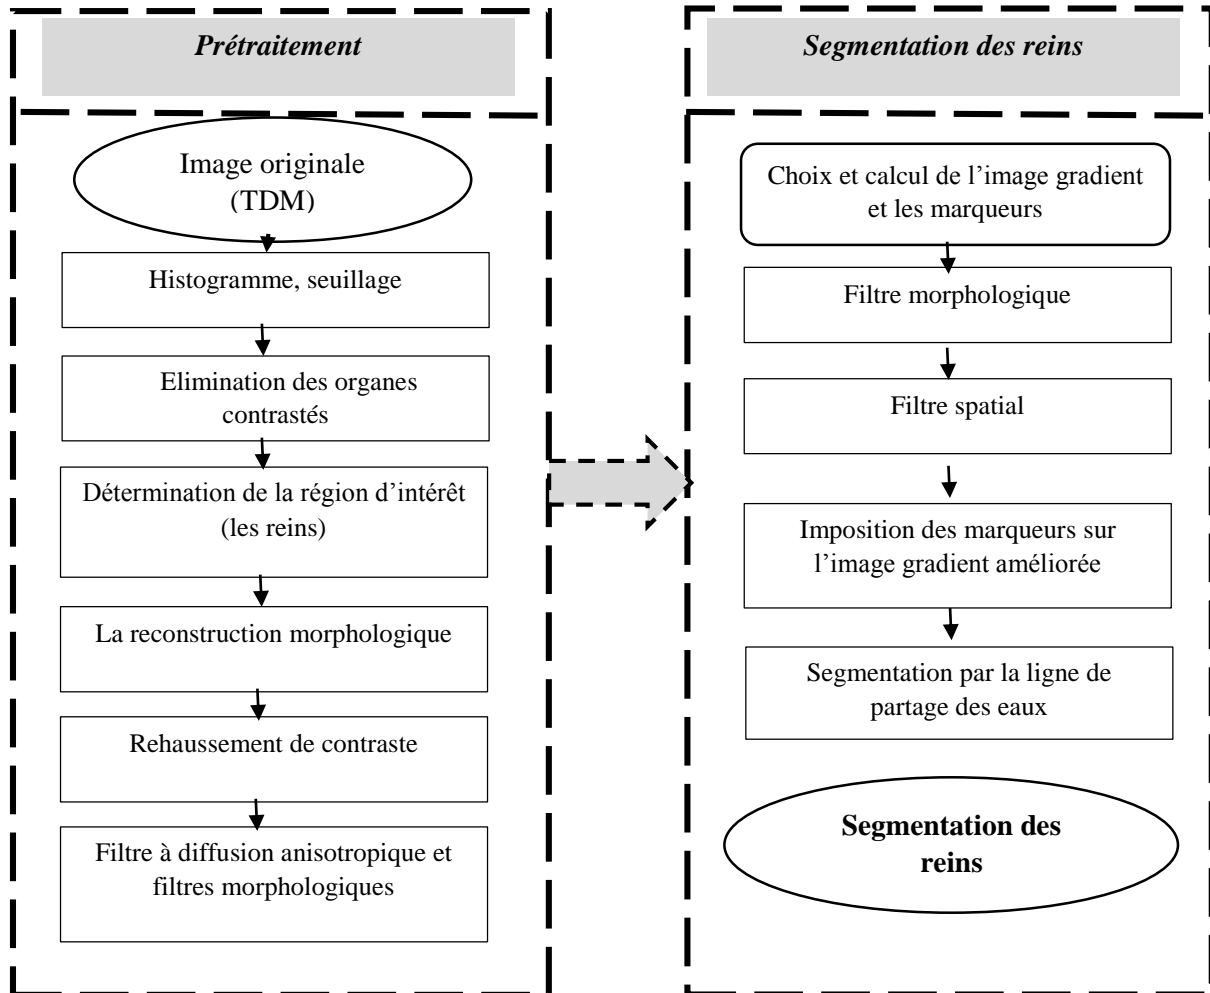 Prétraitement
Image originale
(TDM)
Histogramme, seuillage
Elimination des organes
contrastés
Détermination de la région d’intérêt
(les reins)
La reconstruction morphologique
Rehaussement de contraste
Filtre à diffusion anisotropique et
filtres morphologiques
Segmentation des reins
Choix et calcul de l’image gradient
et les marqueurs
Filtre morphologique
Filtre spatial
Imposition des marqueurs sur
l’image gradient améliorée
Segmentation par la ligne de
partage des eaux
Segmentation des
reins